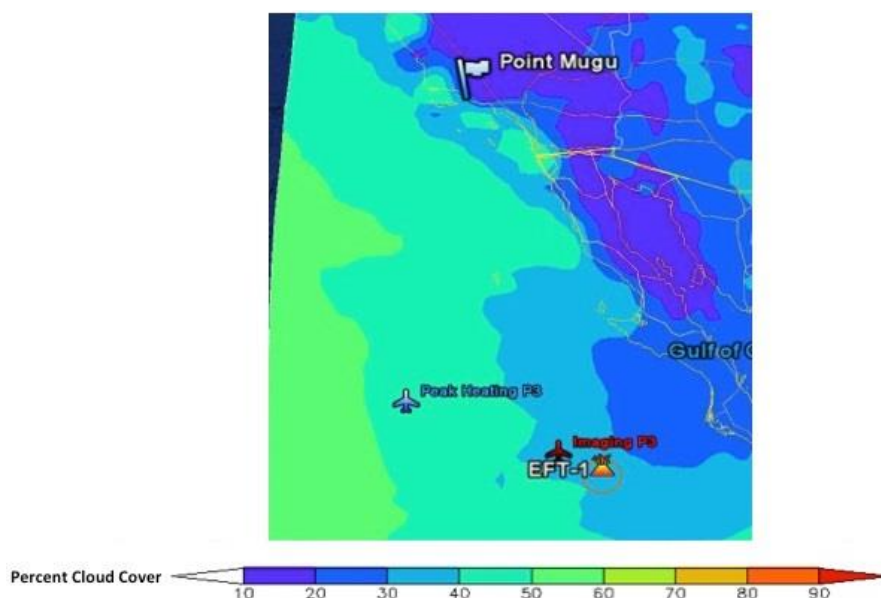 Point Mugu
Gulf of
Peak Heating P3
Imaging P3
EFT-1
Percent Cloud Cover
10 20 30 40 50 60 70 80 90